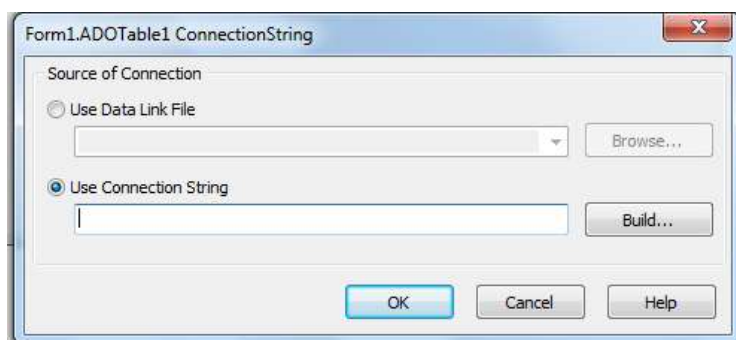 Form1.ADOTable1 ConnectionString
Source of Connection
Use Data Link File
Browse...
Use Connection String
Build...
OK Cancel Help